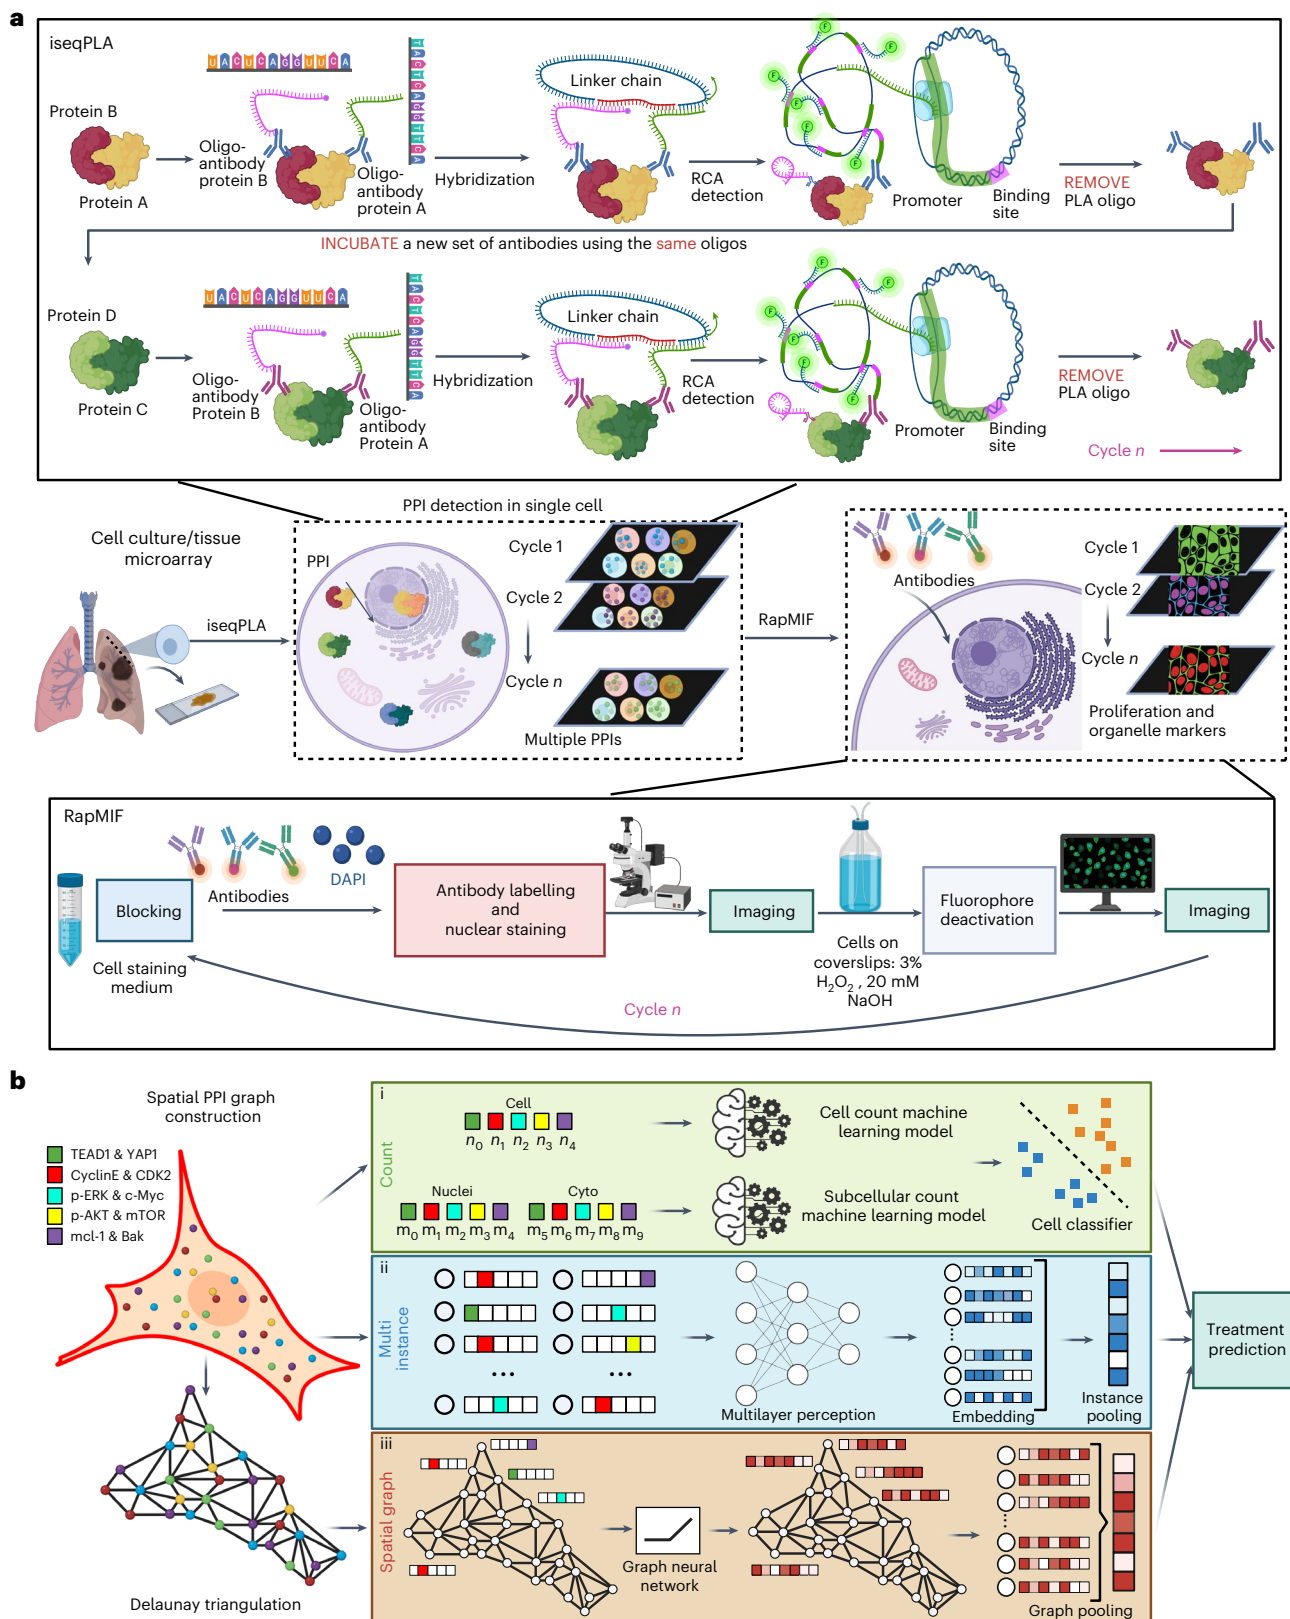 a
iseqPLA
UACUCAGGUUCA
TACTCAGGTTCA
Linker chain
F
F
F
F
F
F
Protein B
Oligo-
antibody
protein B
Oligo-
antibody
protein A
Protein A
Hybridization
RCA
detection
Promoter
Binding
site
REMOVE
PLA oligo
INCUBATE a new set of antibodies using the same oligos
UACUCAGGUUCA
TACTCAGGTTCA
Linker chain
F
F
F
F
F
F
Protein D
Protein C
Oligo-
antibody
Protein B
Oligo-
antibody
Protein A
Hybridization
RCA
detection
Promoter
Binding
site
REMOVE
PLA oligo
Cycle n
Cell culture/tissue
microarray
iseqPLA
PPI detection in single cell
PPI
Cycle 1
Cycle 2
Cycle n
Multiple PPIs
RapMIF
Antibodies
Cycle 1
Cycle 2
Cycle n
Proliferation and
organelle markers
RapMIF
Blocking
Cell staining
medium
Antibodies
DAPI
Antibody labelling
and
nuclear staining
Imaging
Cells on
coverslips: 3%
H2O2 , 20 mM
NaOH
Fluorophore
deactivation
Imaging
Cycle n
b
Spatial PPI graph
construction
TEAD1 & YAP1
CyclinE & CDK2
p-ERK & c-Myc
p-AKT & mTOR
mcl-1 & Bak
Delaunay triangulation
i
Count
Cell
n0 n1 n2 n3 n4
Cell count machine
learning model
Nuclei
m0 m1 m2 m3 m4
Cyto
m5 m6 m7 m8 m9
Subcellular count
machine learning model
Cell classifier
ii
Multi
instance
...
...
Multilayer perception
Embedding
Instance
pooling
iii
Spatial graph
Graph neural
network
Graph pooling
Treatment
prediction